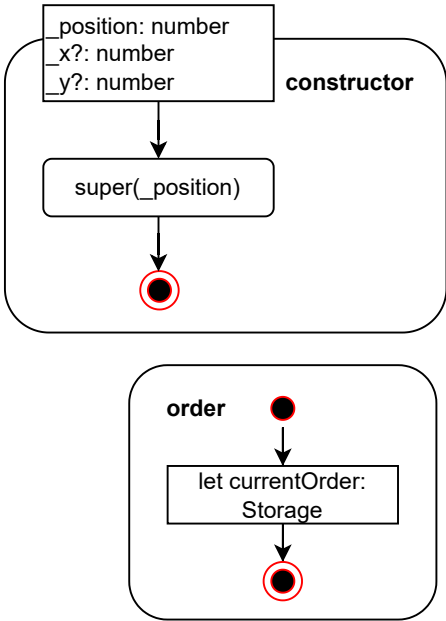 _position: number
_x?: number
_y?: number
constructor
super(_position)
order
let currentOrder:
Storage